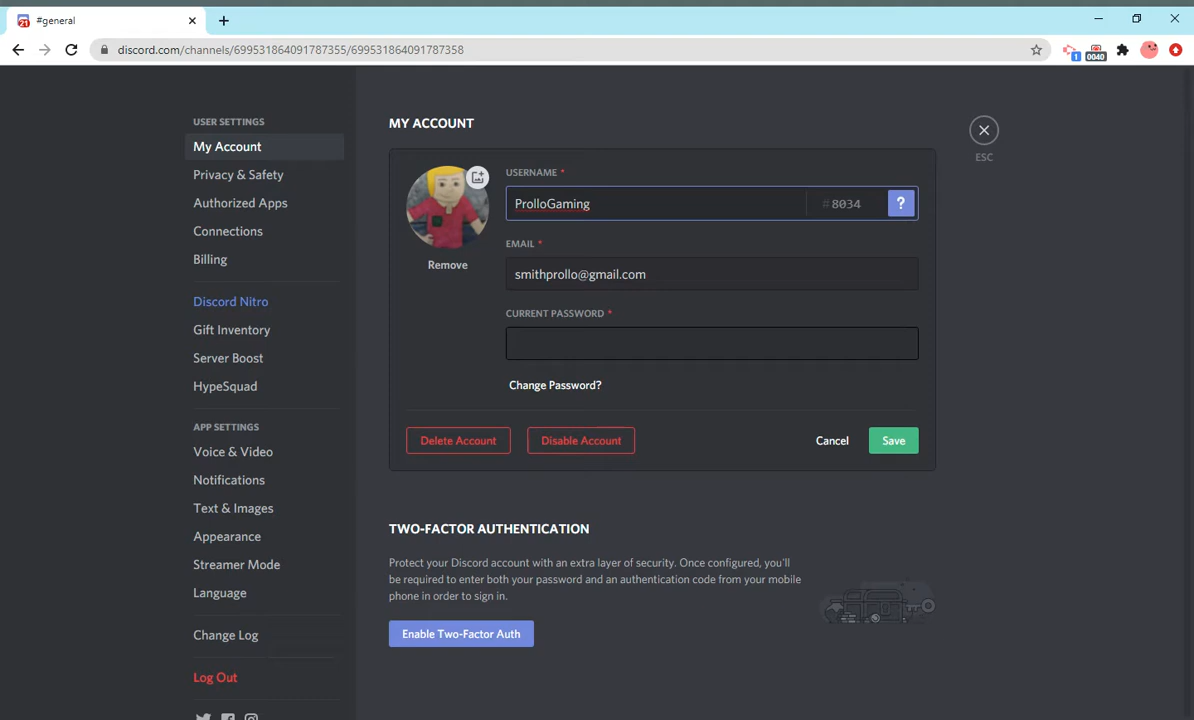 #general
discord.com/channels/699531864091787355/699531864091787358
1
0040
USER SETTINGS
My Account
Privacy & Safety
Authorized Apps
Connections
Billing
Discord Nitro
Gift Inventory
Server Boost
HypeSquad
APP SETTINGS
Voice & Video
Notifications
Text & Images
Appearance
Streamer Mode
Language
Change Log
Log Out
MY ACCOUNT
ESC
Remove
USERNAME *
ProlloGaming #8034 ?
EMAIL *
smithprollo@gmail.com
CURRENT PASSWORD *
Change Password?
Delete Account Disable Account Cancel Save
TWO-FACTOR AUTHENTICATION
Protect your Discord account with an extra layer of security. Once configured, you'll
be required to enter both your password and an authentication code from your mobile
phone in order to sign in.
Enable Two-Factor Auth